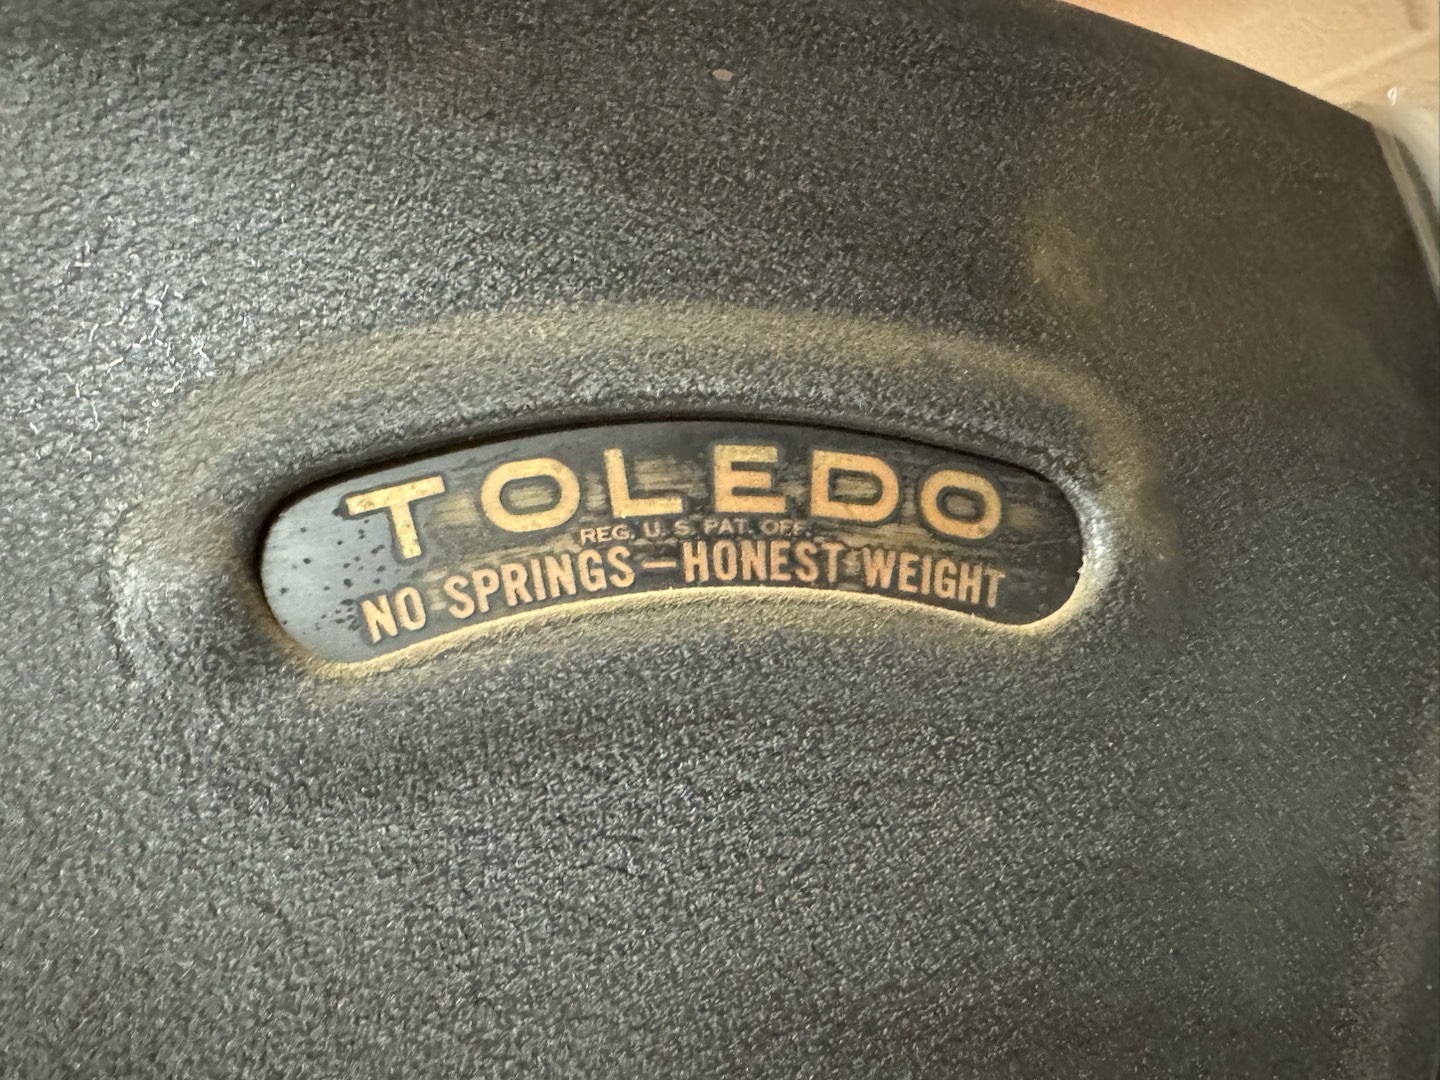 TOLEDO
REG. U.S. PAT. OFF.
NO SPRINGS — HONEST WEIGHT